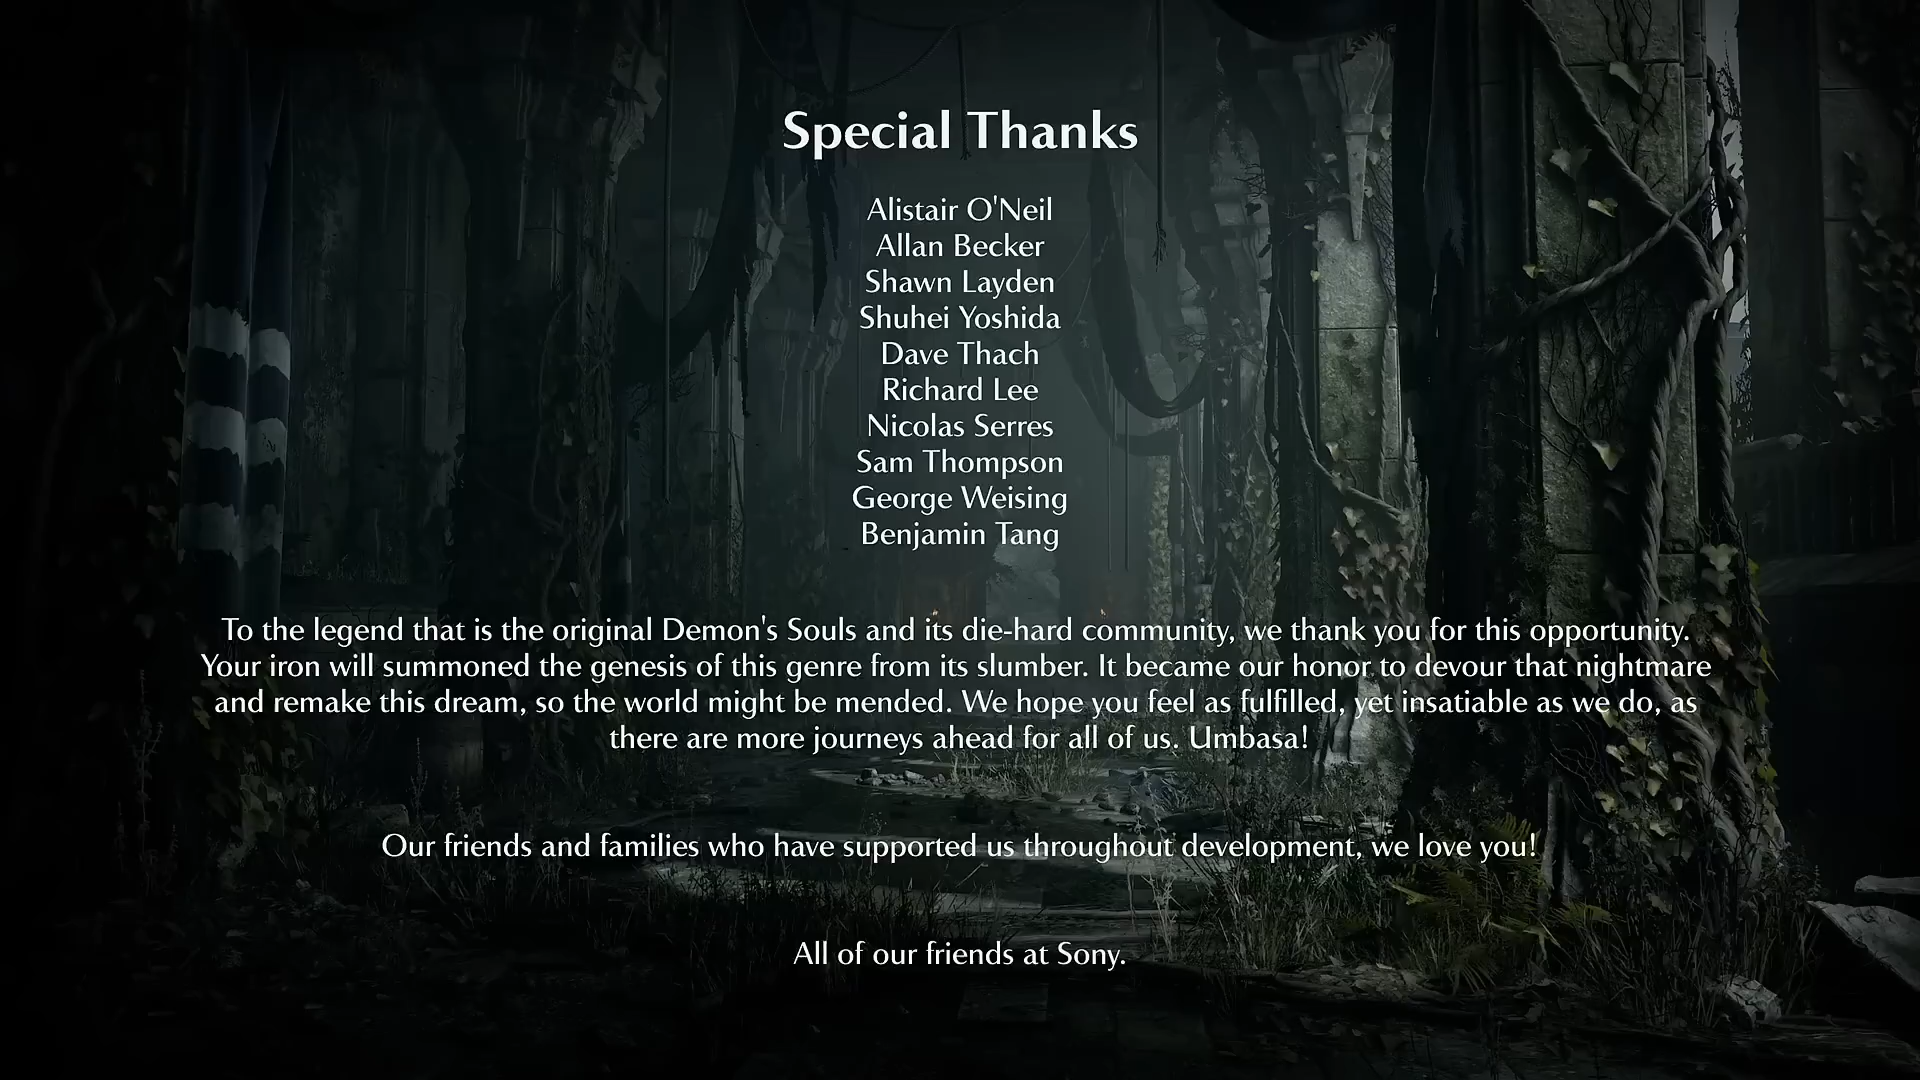 Special Thanks
Alistair O'Neil
Allan Becker
Shawn Layden
Shuhei Yoshida
Dave Thach
Richard Lee
Nicolas Serres
Sam Thompson
George Weising
Benjamin Tang
To the legend that is the original Demon's Souls and its die-hard community, we thank you for this opportunity.
Your iron will summoned the genesis of this genre from its slumber. It became our honor to devour that nightmare
and remake this dream, so the world might be mended. We hope you feel as fulfilled, yet insatiable as we do, as
there are more journeys ahead for all of us. Umbasa!
Our friends and families who have supported us throughout development, we love you!
All of our friends at Sony.